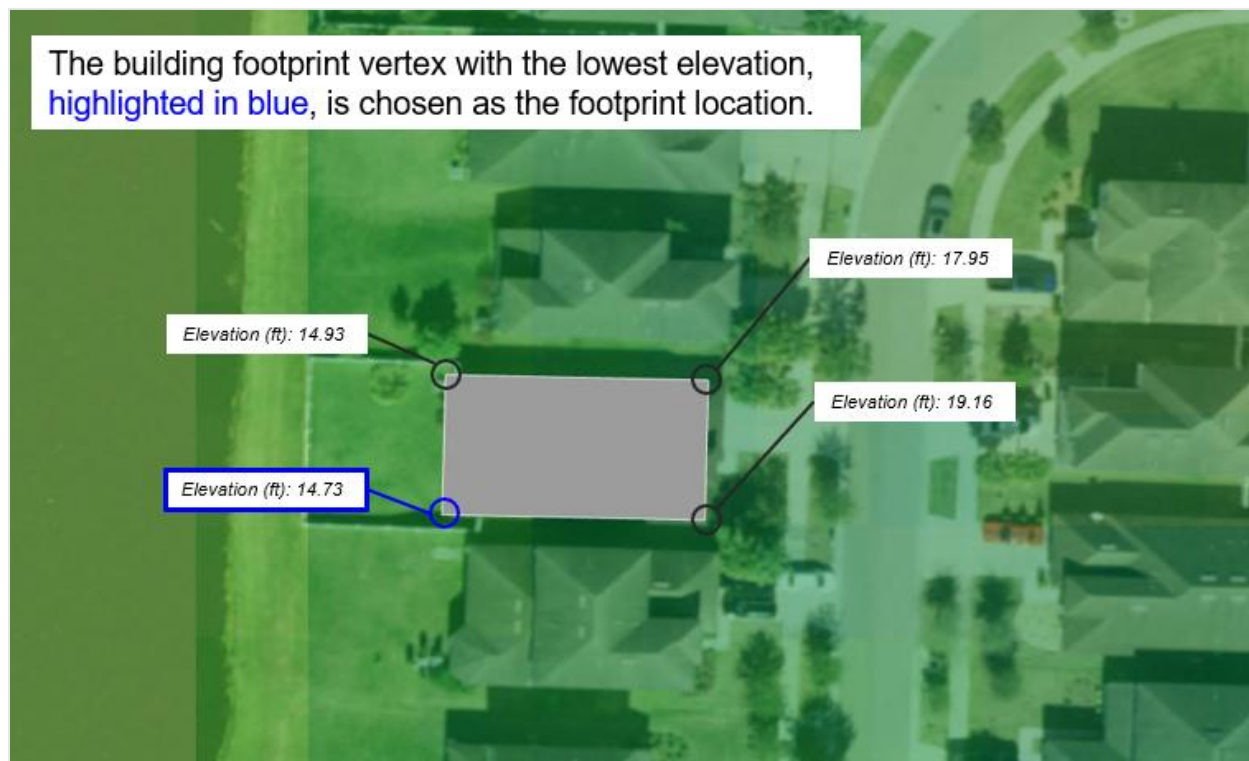 The building footprint vertex with the lowest elevation,
highlighted in blue, is chosen as the footprint location.
Elevation (ft): 17.95
Elevation (ft): 14.93
Elevation (ft): 19.16
Elevation (ft): 14.73